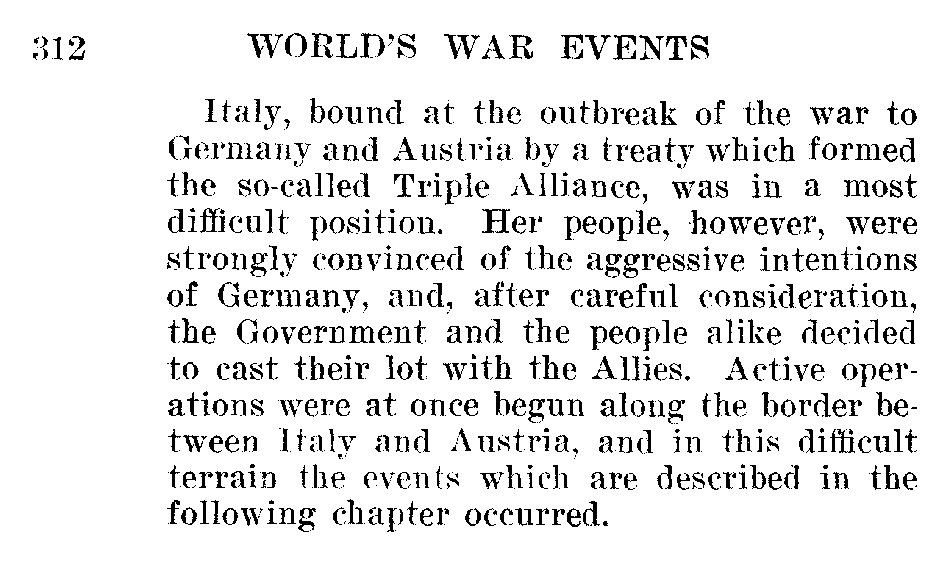 312 WORLD'S WAR EVENTS
Italy, bound at the outbreak of the war to
Germany and Austria by a treaty which formed
the so-called Triple Alliance, was in a most
difficult position. Her people, however, were
strongly convinced of the aggressive intentions
of Germany, and, after careful consideration,
the Government and the people alike decided
to cast their lot with the Allies. Active oper-
ations were at once begun along the border be-
tween Italy and Austria, and in this difficult
terrain the events which are described in the
following chapter occurred.